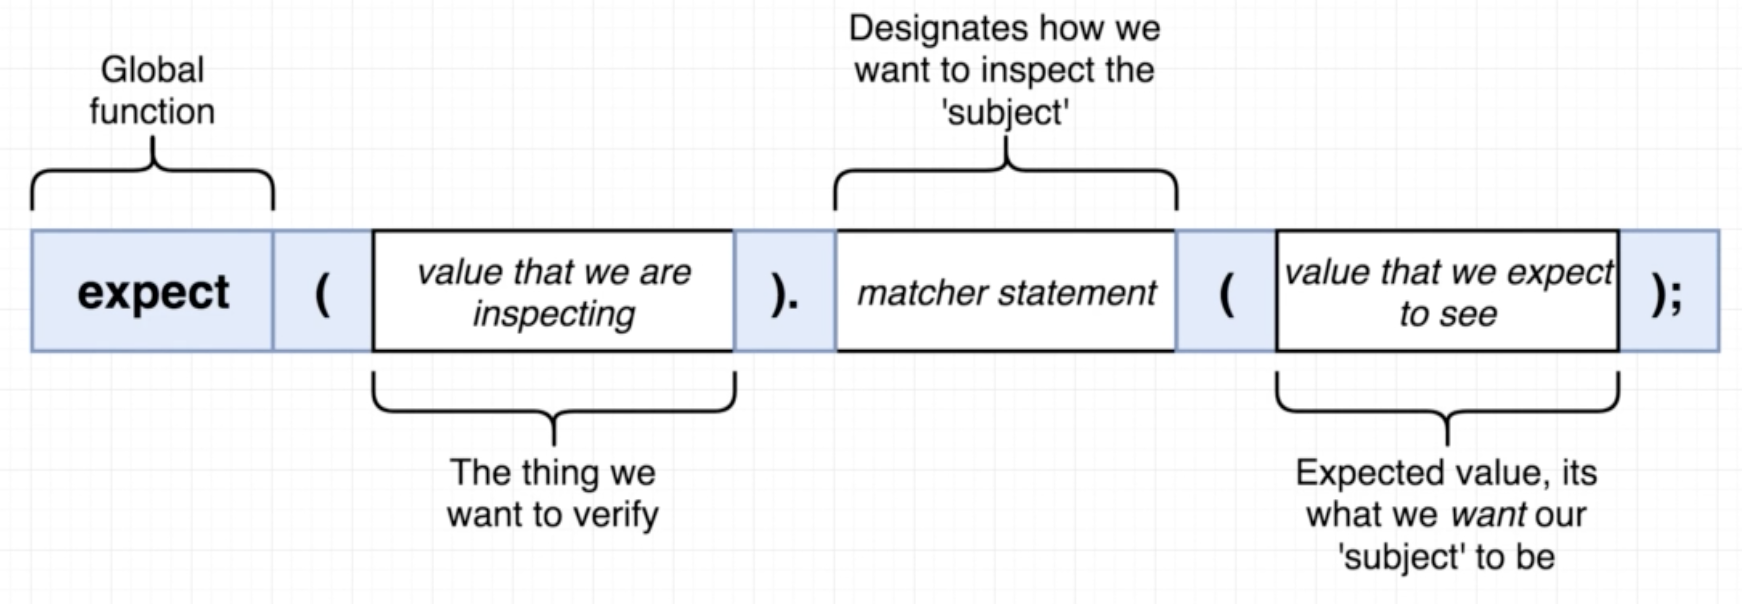 Global
function
Designates how we
want to inspect the
'subject'
expect
(
value that we are
inspecting
).
matcher statement
(
value that we expect
to see
);
The thing we
want to verify
Expected value, its
what we want our
'subject' to be